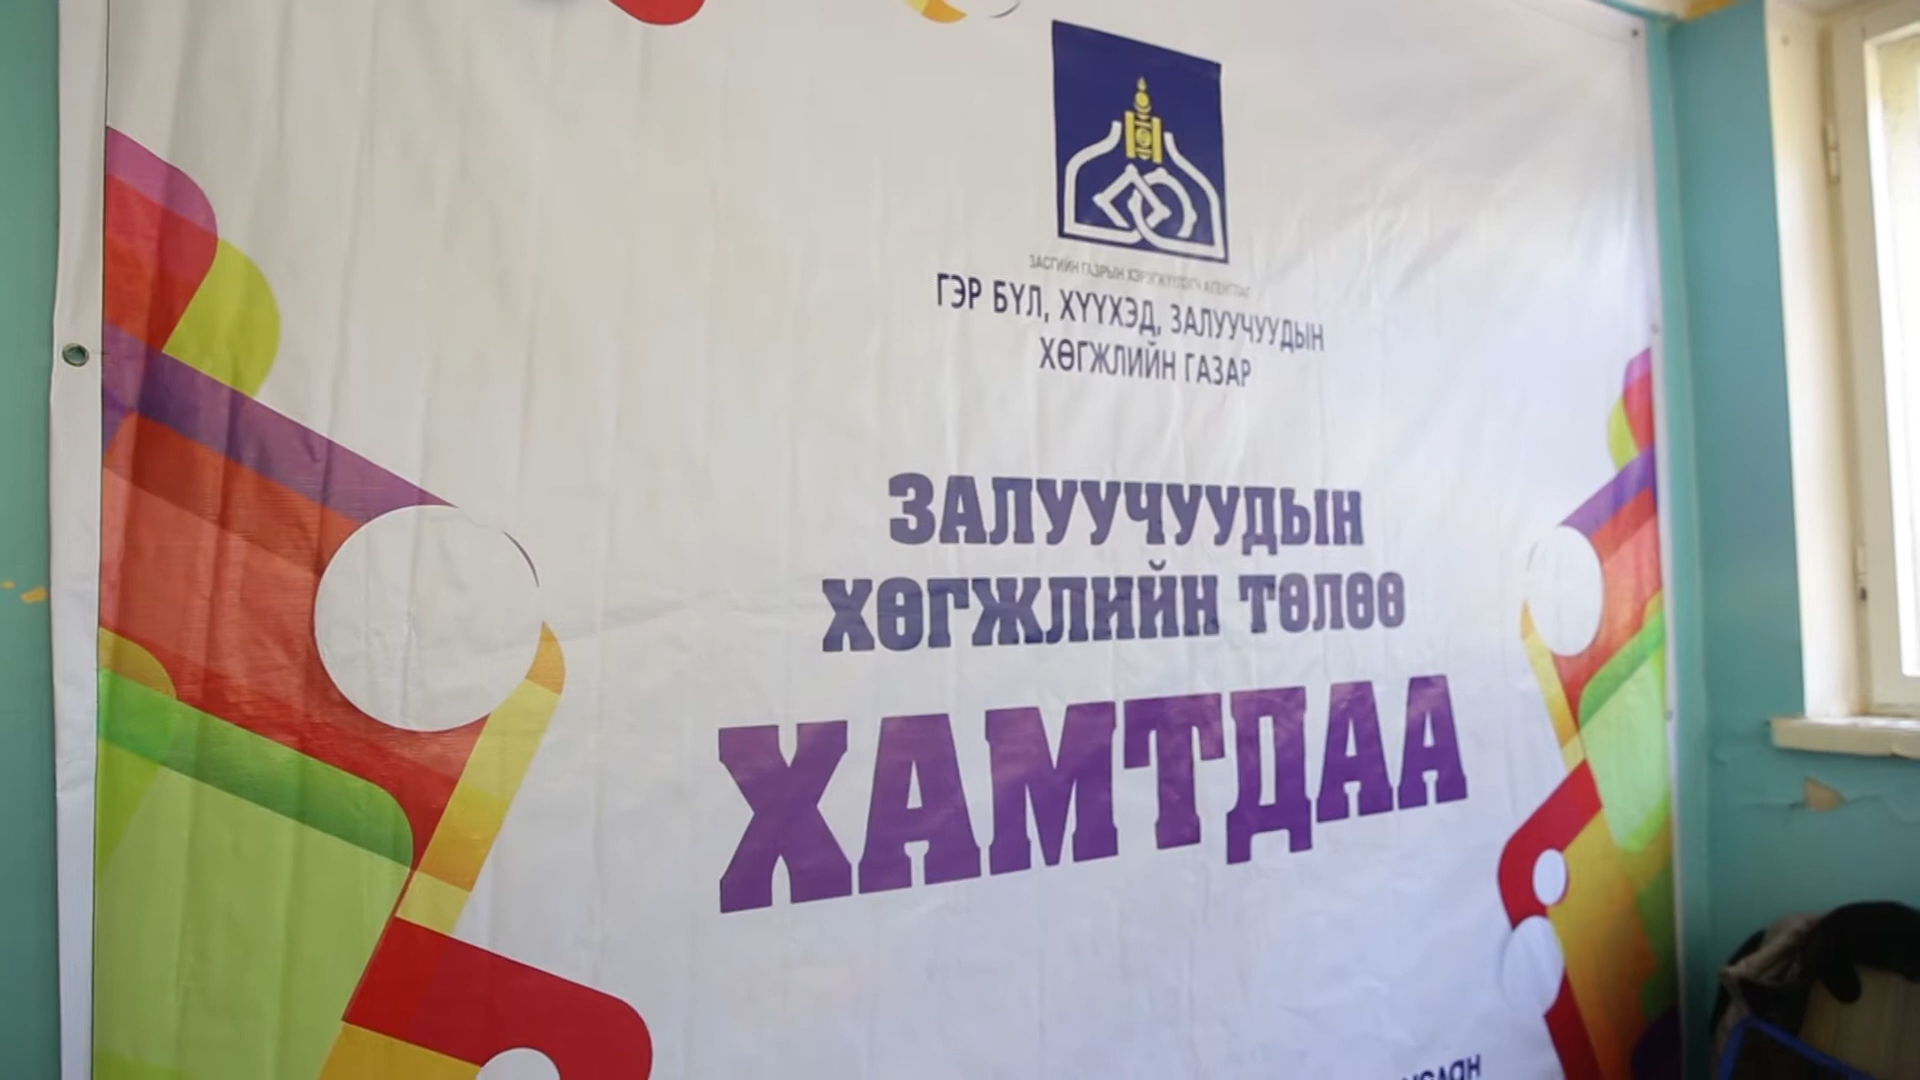 ЗАСГИЙН ГАЗРЫН ХЭРЭГЖҮҮЛЭГЧ АГЕНТЛАГ
ГЭР БҮЛ, ХҮҮХЭД, ЗАЛУУЧУУДЫН
ХӨГЖЛИЙН ГАЗАР
ЗАЛУУЧУУДЫН
ХӨГЖЛИЙН ТӨЛӨӨ
ХАМТДАА